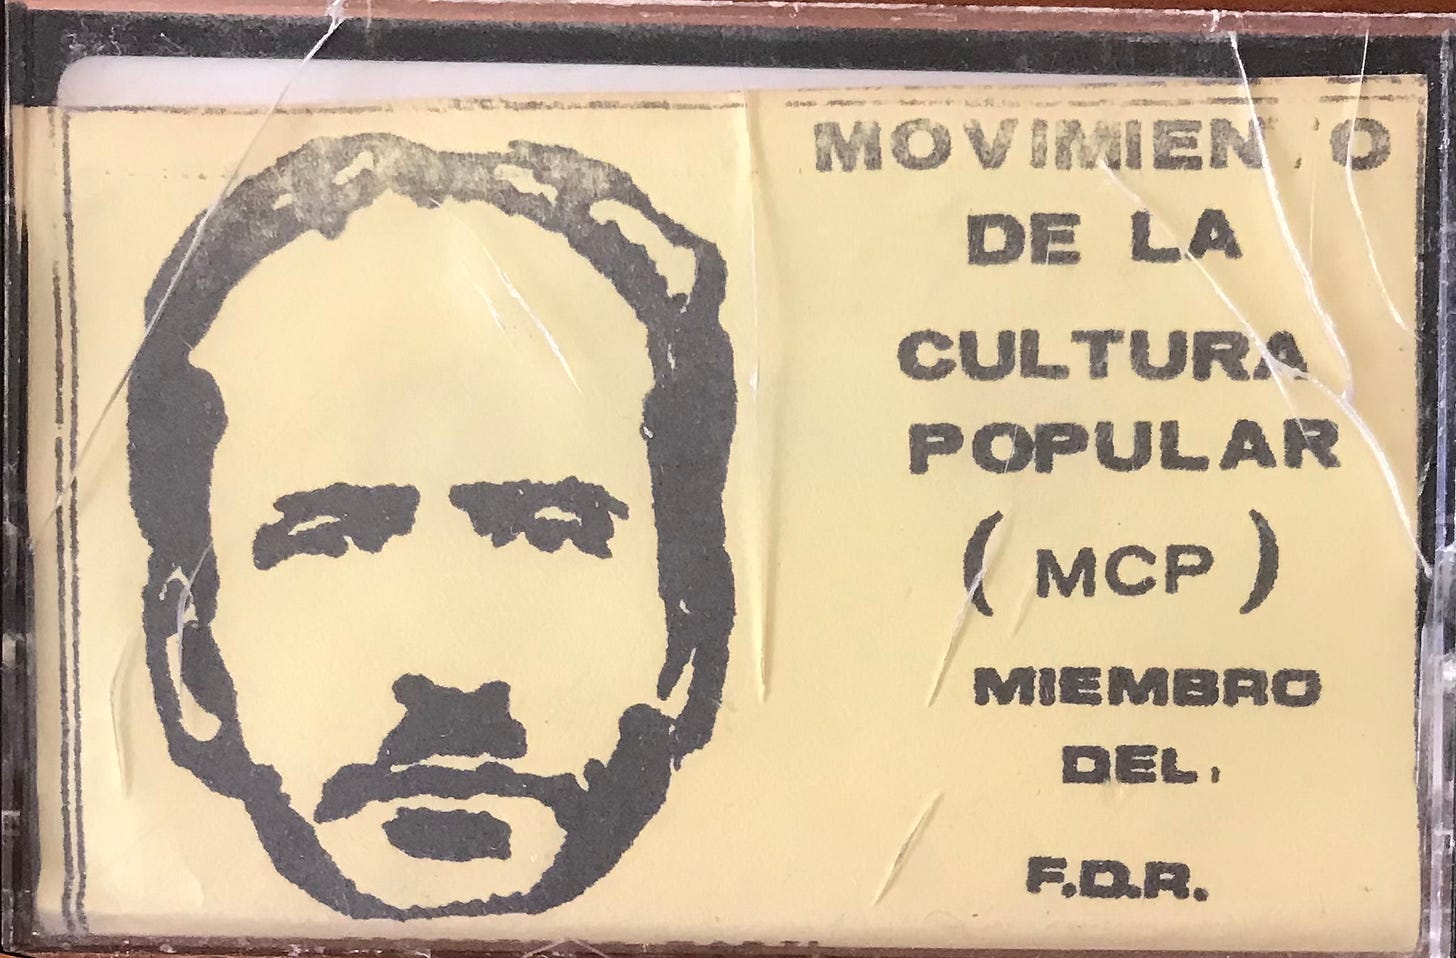 MOVIMIENTO
DE LA
CULTURA
POPULAR
( MCP )
MIEMBRO
DEL
F.D.R.